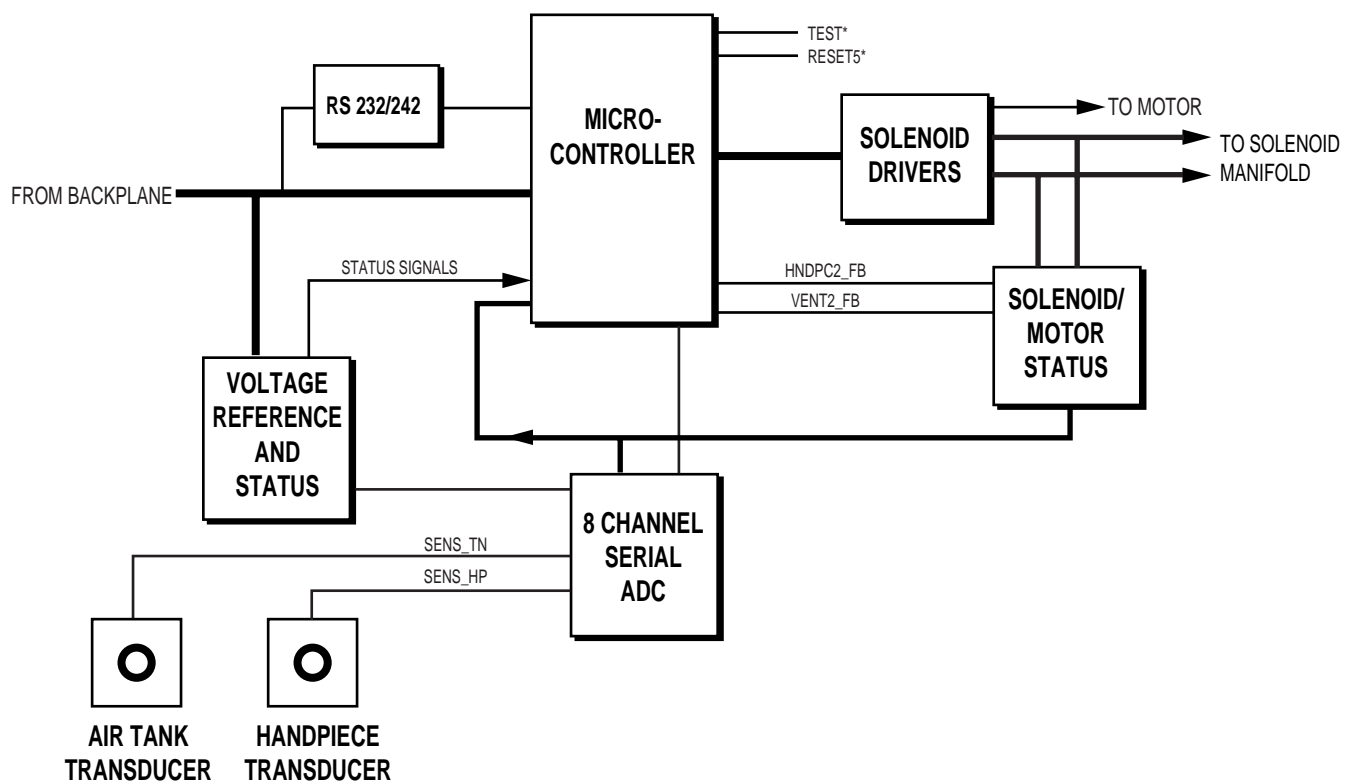 TEST*
RESET5*
RS 232/242
MICRO-
CONTROLLER
SOLENOID
DRIVERS
TO MOTOR
TO SOLENOID
MANIFOLD
FROM BACKPLANE
STATUS SIGNALS
HNDPC2_FB
VENT2_FB
SOLENOID/
MOTOR
STATUS
VOLTAGE
REFERENCE
AND
STATUS
8 CHANNEL
SERIAL
ADC
SENS_TN
SENS_HP
AIR TANK
TRANSDUCER
HANDPIECE
TRANSDUCER